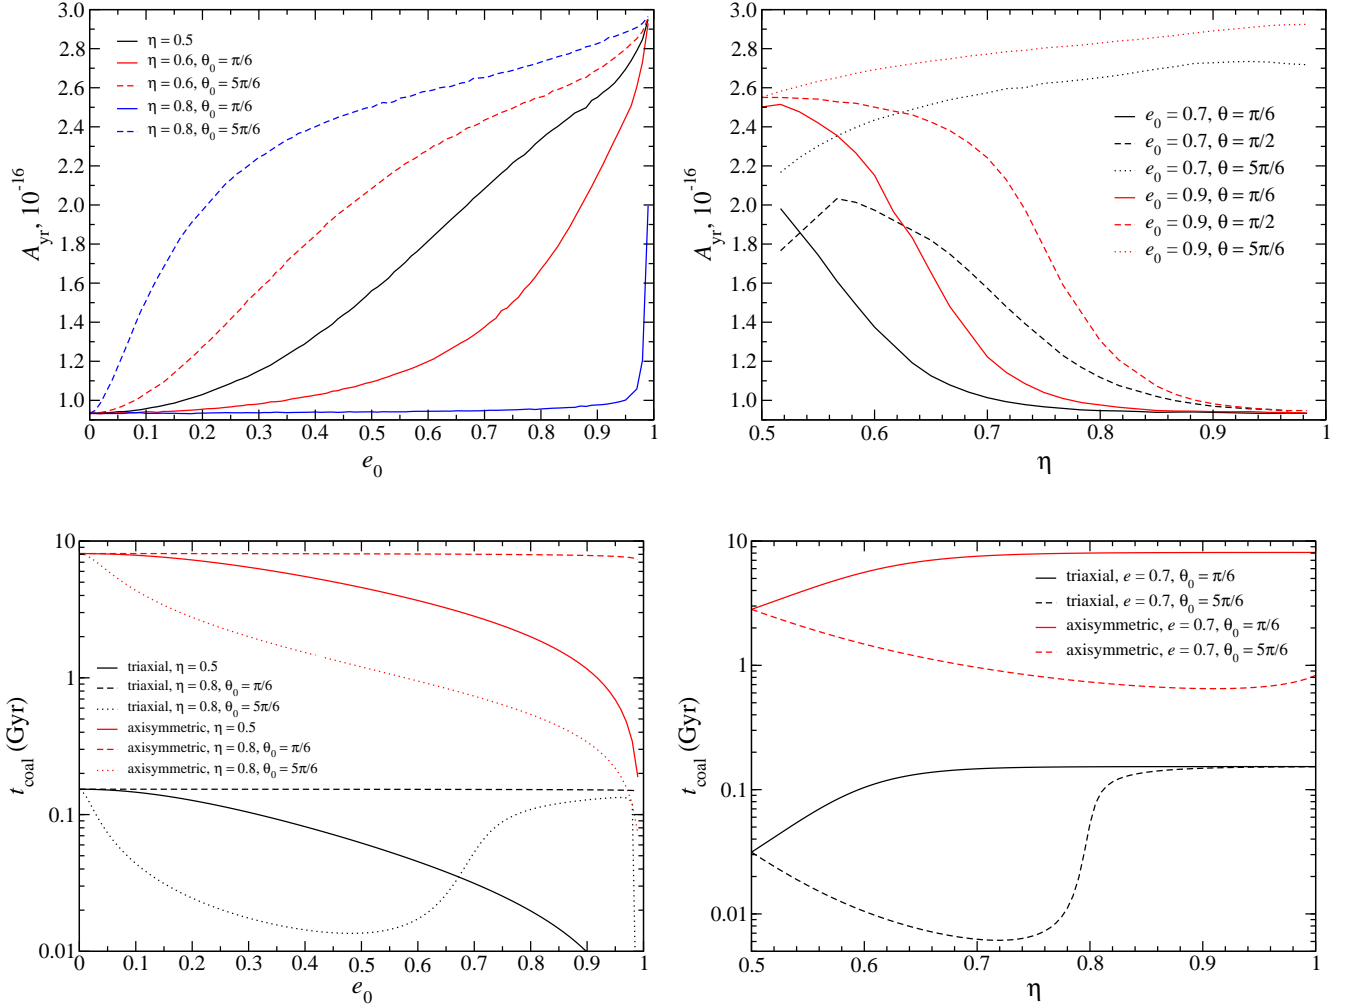 3.0
2.8
2.6
2.4
2.2
2.0
1.8
1.6
1.4
1.2
1.0
A_yr, 10^-16
η = 0.5
η = 0.6, θ_0 = π/6
η = 0.6, θ_0 = 5π/6
η = 0.8, θ_0 = π/6
η = 0.8, θ_0 = 5π/6
0 0.1 0.2 0.3 0.4 0.5 0.6 0.7 0.8 0.9 1
e_0
3.0
2.8
2.6
2.4
2.2
2.0
1.8
1.6
1.4
1.2
1.0
A_yr, 10^-16
e_0 = 0.7, θ = π/6
e_0 = 0.7, θ = π/2
e_0 = 0.7, θ = 5π/6
e_0 = 0.9, θ = π/6
e_0 = 0.9, θ = π/2
e_0 = 0.9, θ = 5π/6
0.5 0.6 0.7 0.8 0.9 1
η
10
1
0.1
0.01
t_coal (Gyr)
triaxial, η = 0.5
triaxial, η = 0.8, θ_0 = π/6
triaxial, η = 0.8, θ_0 = 5π/6
axisymmetric, η = 0.5
axisymmetric, η = 0.8, θ_0 = π/6
axisymmetric, η = 0.8, θ_0 = 5π/6
0 0.1 0.2 0.3 0.4 0.5 0.6 0.7 0.8 0.9 1
e_0
10
1
0.1
0.01
t_coal (Gyr)
triaxial, e = 0.7, θ_0 = π/6
triaxial, e = 0.7, θ_0 = 5π/6
axisymmetric, e = 0.7, θ_0 = π/6
axisymmetric, e = 0.7, θ_0 = 5π/6
0.5 0.6 0.7 0.8 0.9 1
η